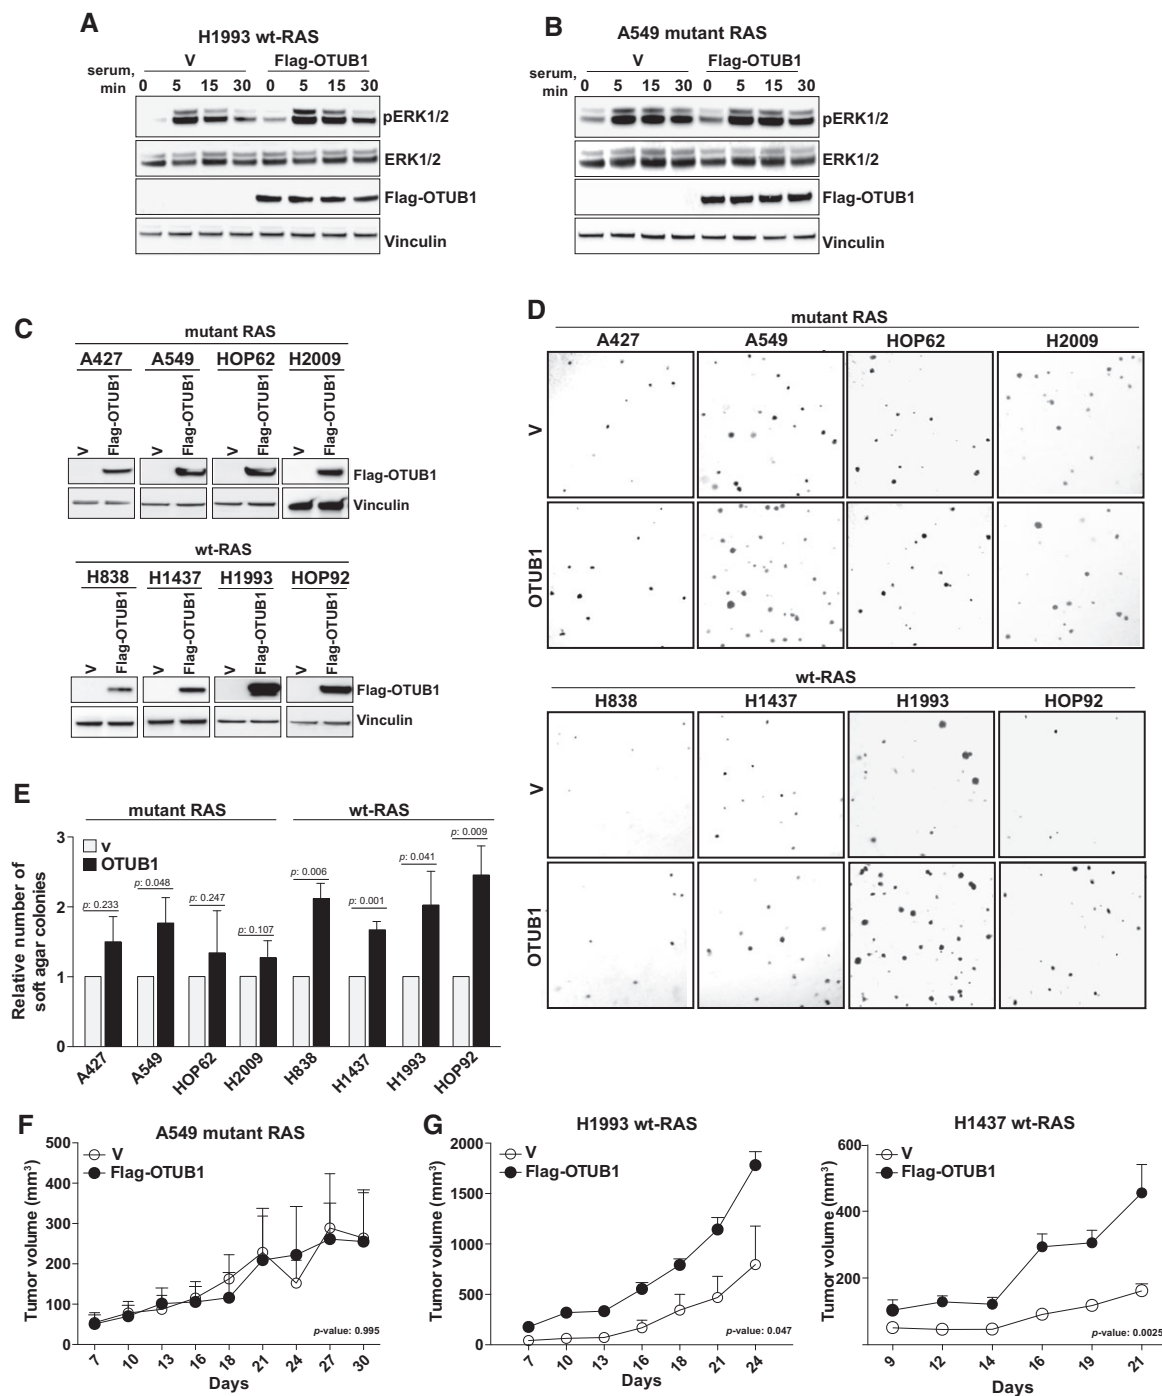 A
H1993 wt-RAS
V Flag-OTUB1
serum, min 0 5 15 30 0 5 15 30
pERK1/2
ERK1/2
Flag-OTUB1
Vinculin
B
A549 mutant RAS
V Flag-OTUB1
serum, min 0 5 15 30 0 5 15 30
pERK1/2
ERK1/2
Flag-OTUB1
Vinculin
C
mutant RAS
A427 A549 HOP62 H2009
V Flag-OTUB1 V Flag-OTUB1 V Flag-OTUB1 V Flag-OTUB1
Flag-OTUB1
Vinculin
wt-RAS
H838 H1437 H1993 HOP92
V Flag-OTUB1 V Flag-OTUB1 V Flag-OTUB1 V Flag-OTUB1
Flag-OTUB1
Vinculin
D
mutant RAS
A427 A549 HOP62 H2009
V
OTUB1
wt-RAS
H838 H1437 H1993 HOP92
V
OTUB1
E
mutant RAS wt-RAS
Relative number of
soft agar colonies
3
2
1
0
v
OTUB1
p: 0.233 p: 0.048 p: 0.247 p: 0.107 p: 0.006 p: 0.001 p: 0.041 p: 0.009
A427 A549 HOP62 H2009 H838 H1437 H1993 HOP92
F
A549 mutant RAS
Tumor volume (mm³)
500
400
300
200
100
0
V
Flag-OTUB1
p-value: 0.995
7 10 13 16 18 21 24 27 30
Days
G
H1993 wt-RAS
Tumor volume (mm³)
2000
1500
1000
500
0
V
Flag-OTUB1
p-value: 0.047
7 10 13 16 18 21 24
Days
H1437 wt-RAS
Tumor volume (mm³)
600
400
200
V
Flag-OTUB1
p-value: 0.0025
9 12 14 16 19 21
Days